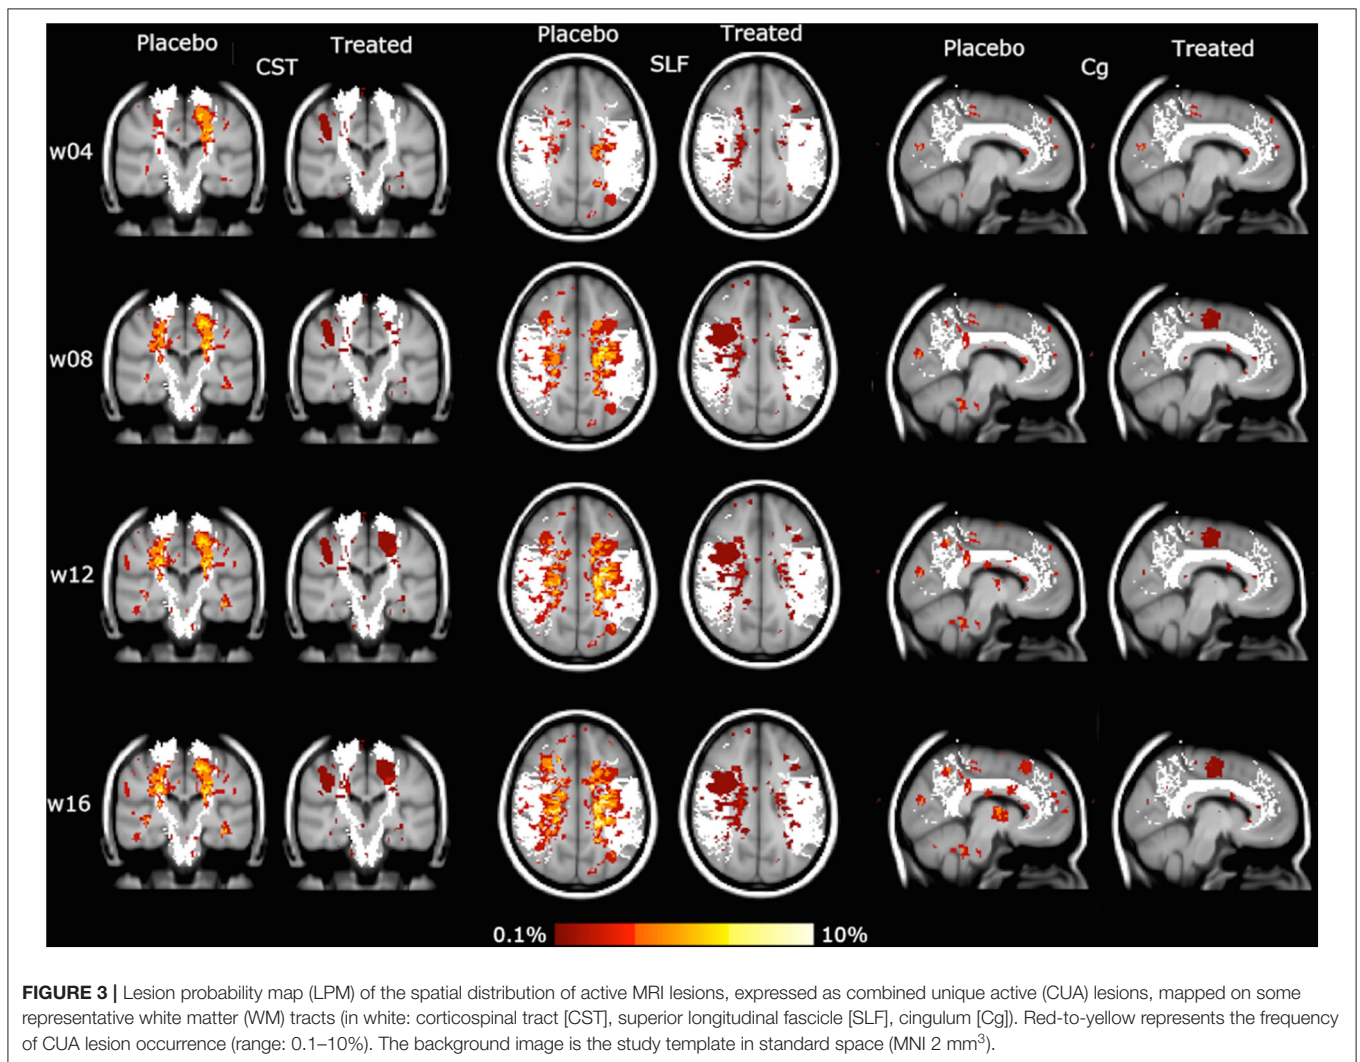 Placebo Treated Placebo Treated Placebo Treated
CST SLF Cg
w04
w08
w12
w16
0.1% 10%
FIGURE 3 | Lesion probability map (LPM) of the spatial distribution of active MRI lesions, expressed as combined unique active (CUA) lesions, mapped on some
representative white matter (WM) tracts (in white: corticospinal tract [CST], superior longitudinal fascicle [SLF], cingulum [Cg]). Red-to-yellow represents the frequency
of CUA lesion occurrence (range: 0.1–10%). The background image is the study template in standard space (MNI 2 mm³).